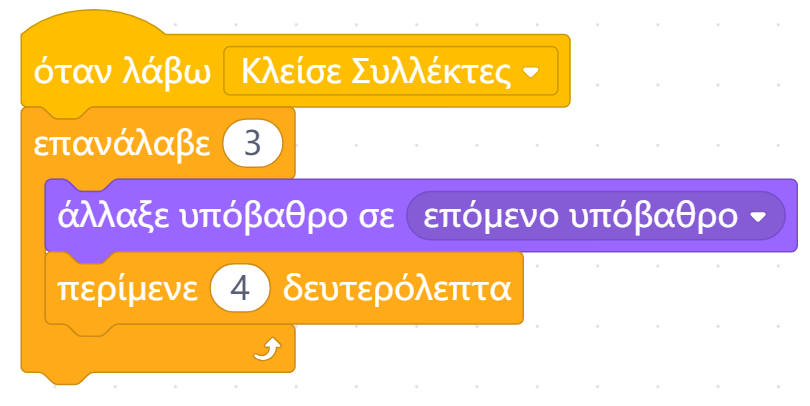 όταν λάβω Κλείσε Συλλέκτες
επανάλαβε 3
άλλαξε υπόβαθρο σε επόμενο υπόβαθρο
περίμενε 4 δευτερόλεπτα